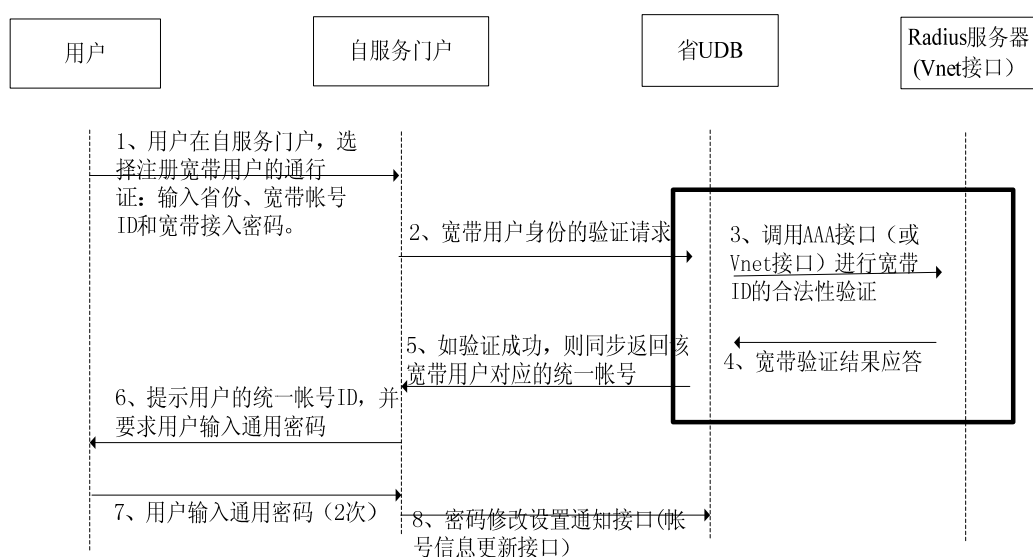 用户
自服务门户
省UDB
Radius服务器
(Vnet接口）
1、用户在自服务门户，选
择注册宽带用户的通行
证：输入省份、宽带帐号
ID和宽带接入密码。
2、宽带用户身份的验证请求
3、调用AAA接口（或
Vnet接口）进行宽带
ID的合法性验证
4、宽带验证结果应答
5、如验证成功，则同步返回该
宽带用户对应的统一帐号
6、提示用户的统一帐号ID，并
要求用户输入通用密码
7、用户输入通用密码（2次）
8、密码修改设置通知接口(帐
号信息更新接口）